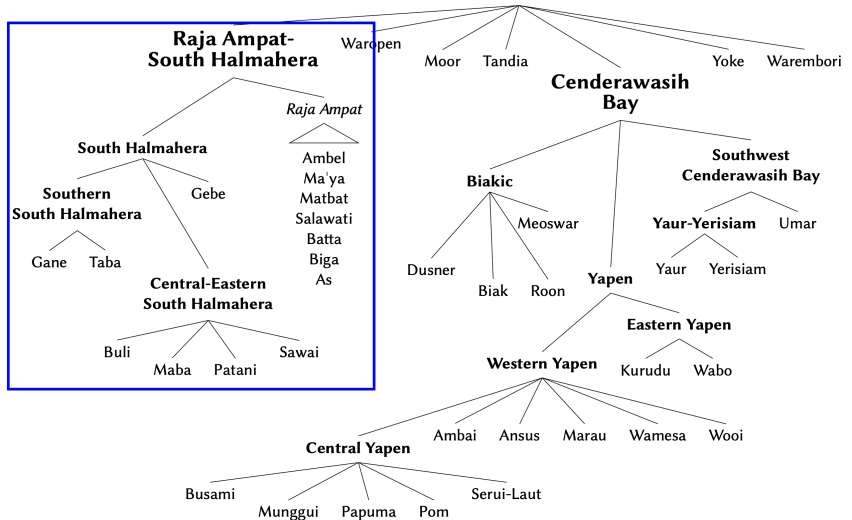 Raja Ampat-
South Halmahera
Waropen
Moor
Tandia
Yoke
Warembori
Cenderawasih
Bay
Raja Ampat
South Halmahera
Ambel
Ma'ya
Matbat
Salawati
Batta
Biga
As
Southern
South Halmahera
Gebe
Gane
Taba
Central-Eastern
South Halmahera
Buli
Maba
Patani
Sawai
Biakic
Meoswar
Dusner
Biak
Roon
Southwest
Cenderawasih Bay
Yaur-Yerisiam
Umar
Yaur
Yerisiam
Yapen
Eastern Yapen
Kurudu
Wabo
Western Yapen
Ambai
Ansus
Marau
Wamesa
Wooi
Central Yapen
Busami
Munggui
Papuma
Pom
Serui-Laut